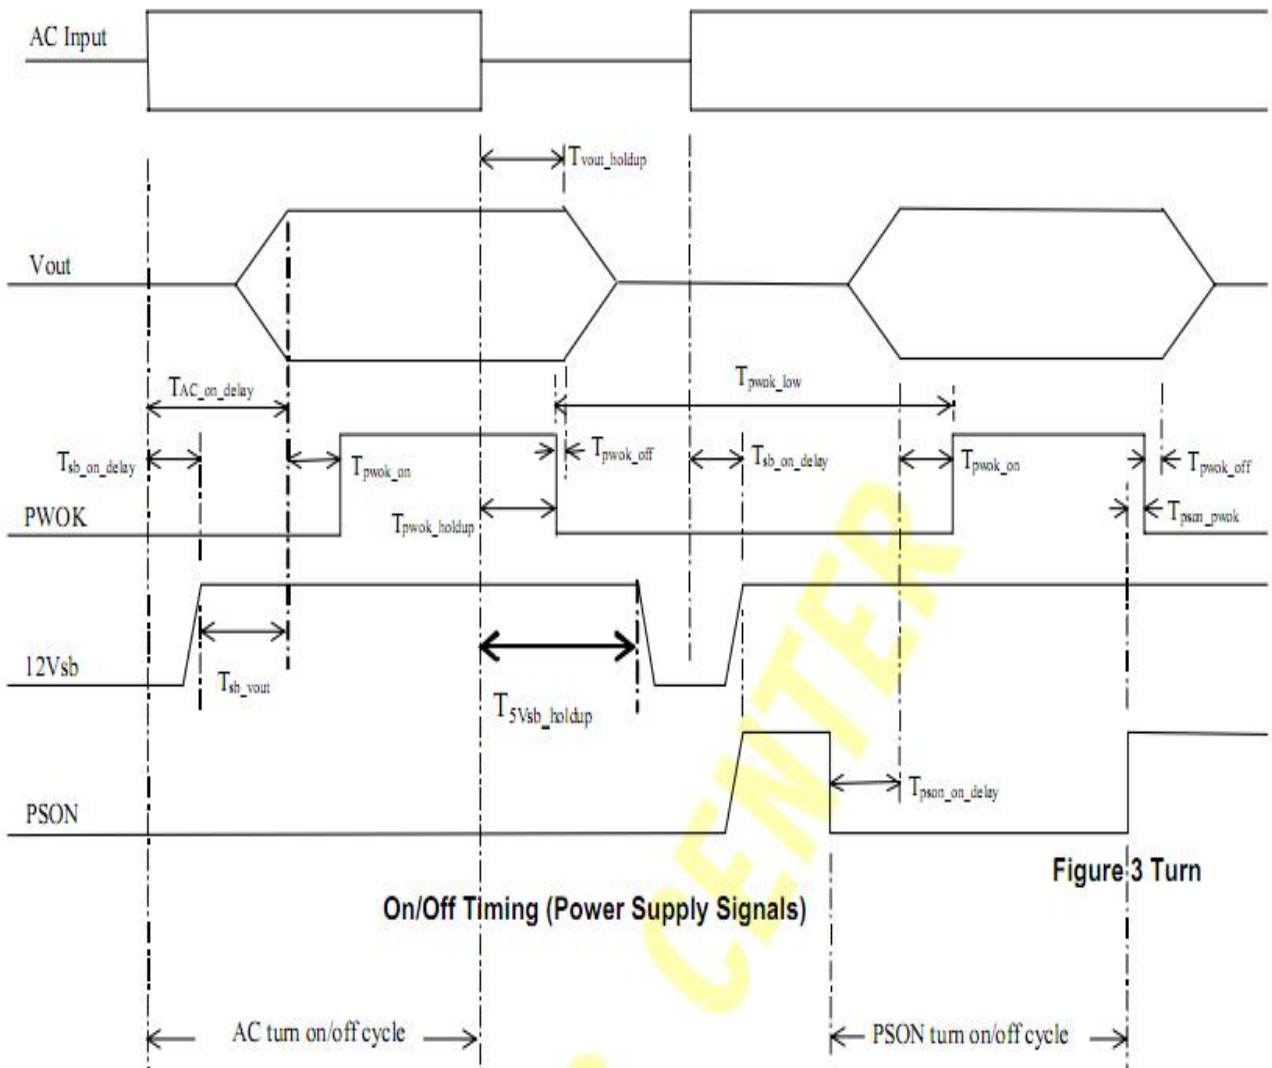 AC Input
Tvout_holdup
Vout
TAC_on_delay
Tpwok_low
Tsb_on_delay
Tpwok_on
Tpwok_off
Tsb_on_delay
Tpwok_on
Tpwok_off
PWOK
Tpwok_holdup
Tpson_pwok
12Vsb
Tsb_vout
T5Vsb_holdup
PSON
Tpson_on_delay
Figure 3 Turn
On/Off Timing (Power Supply Signals)
AC turn on/off cycle
PSON turn on/off cycle
CENTER